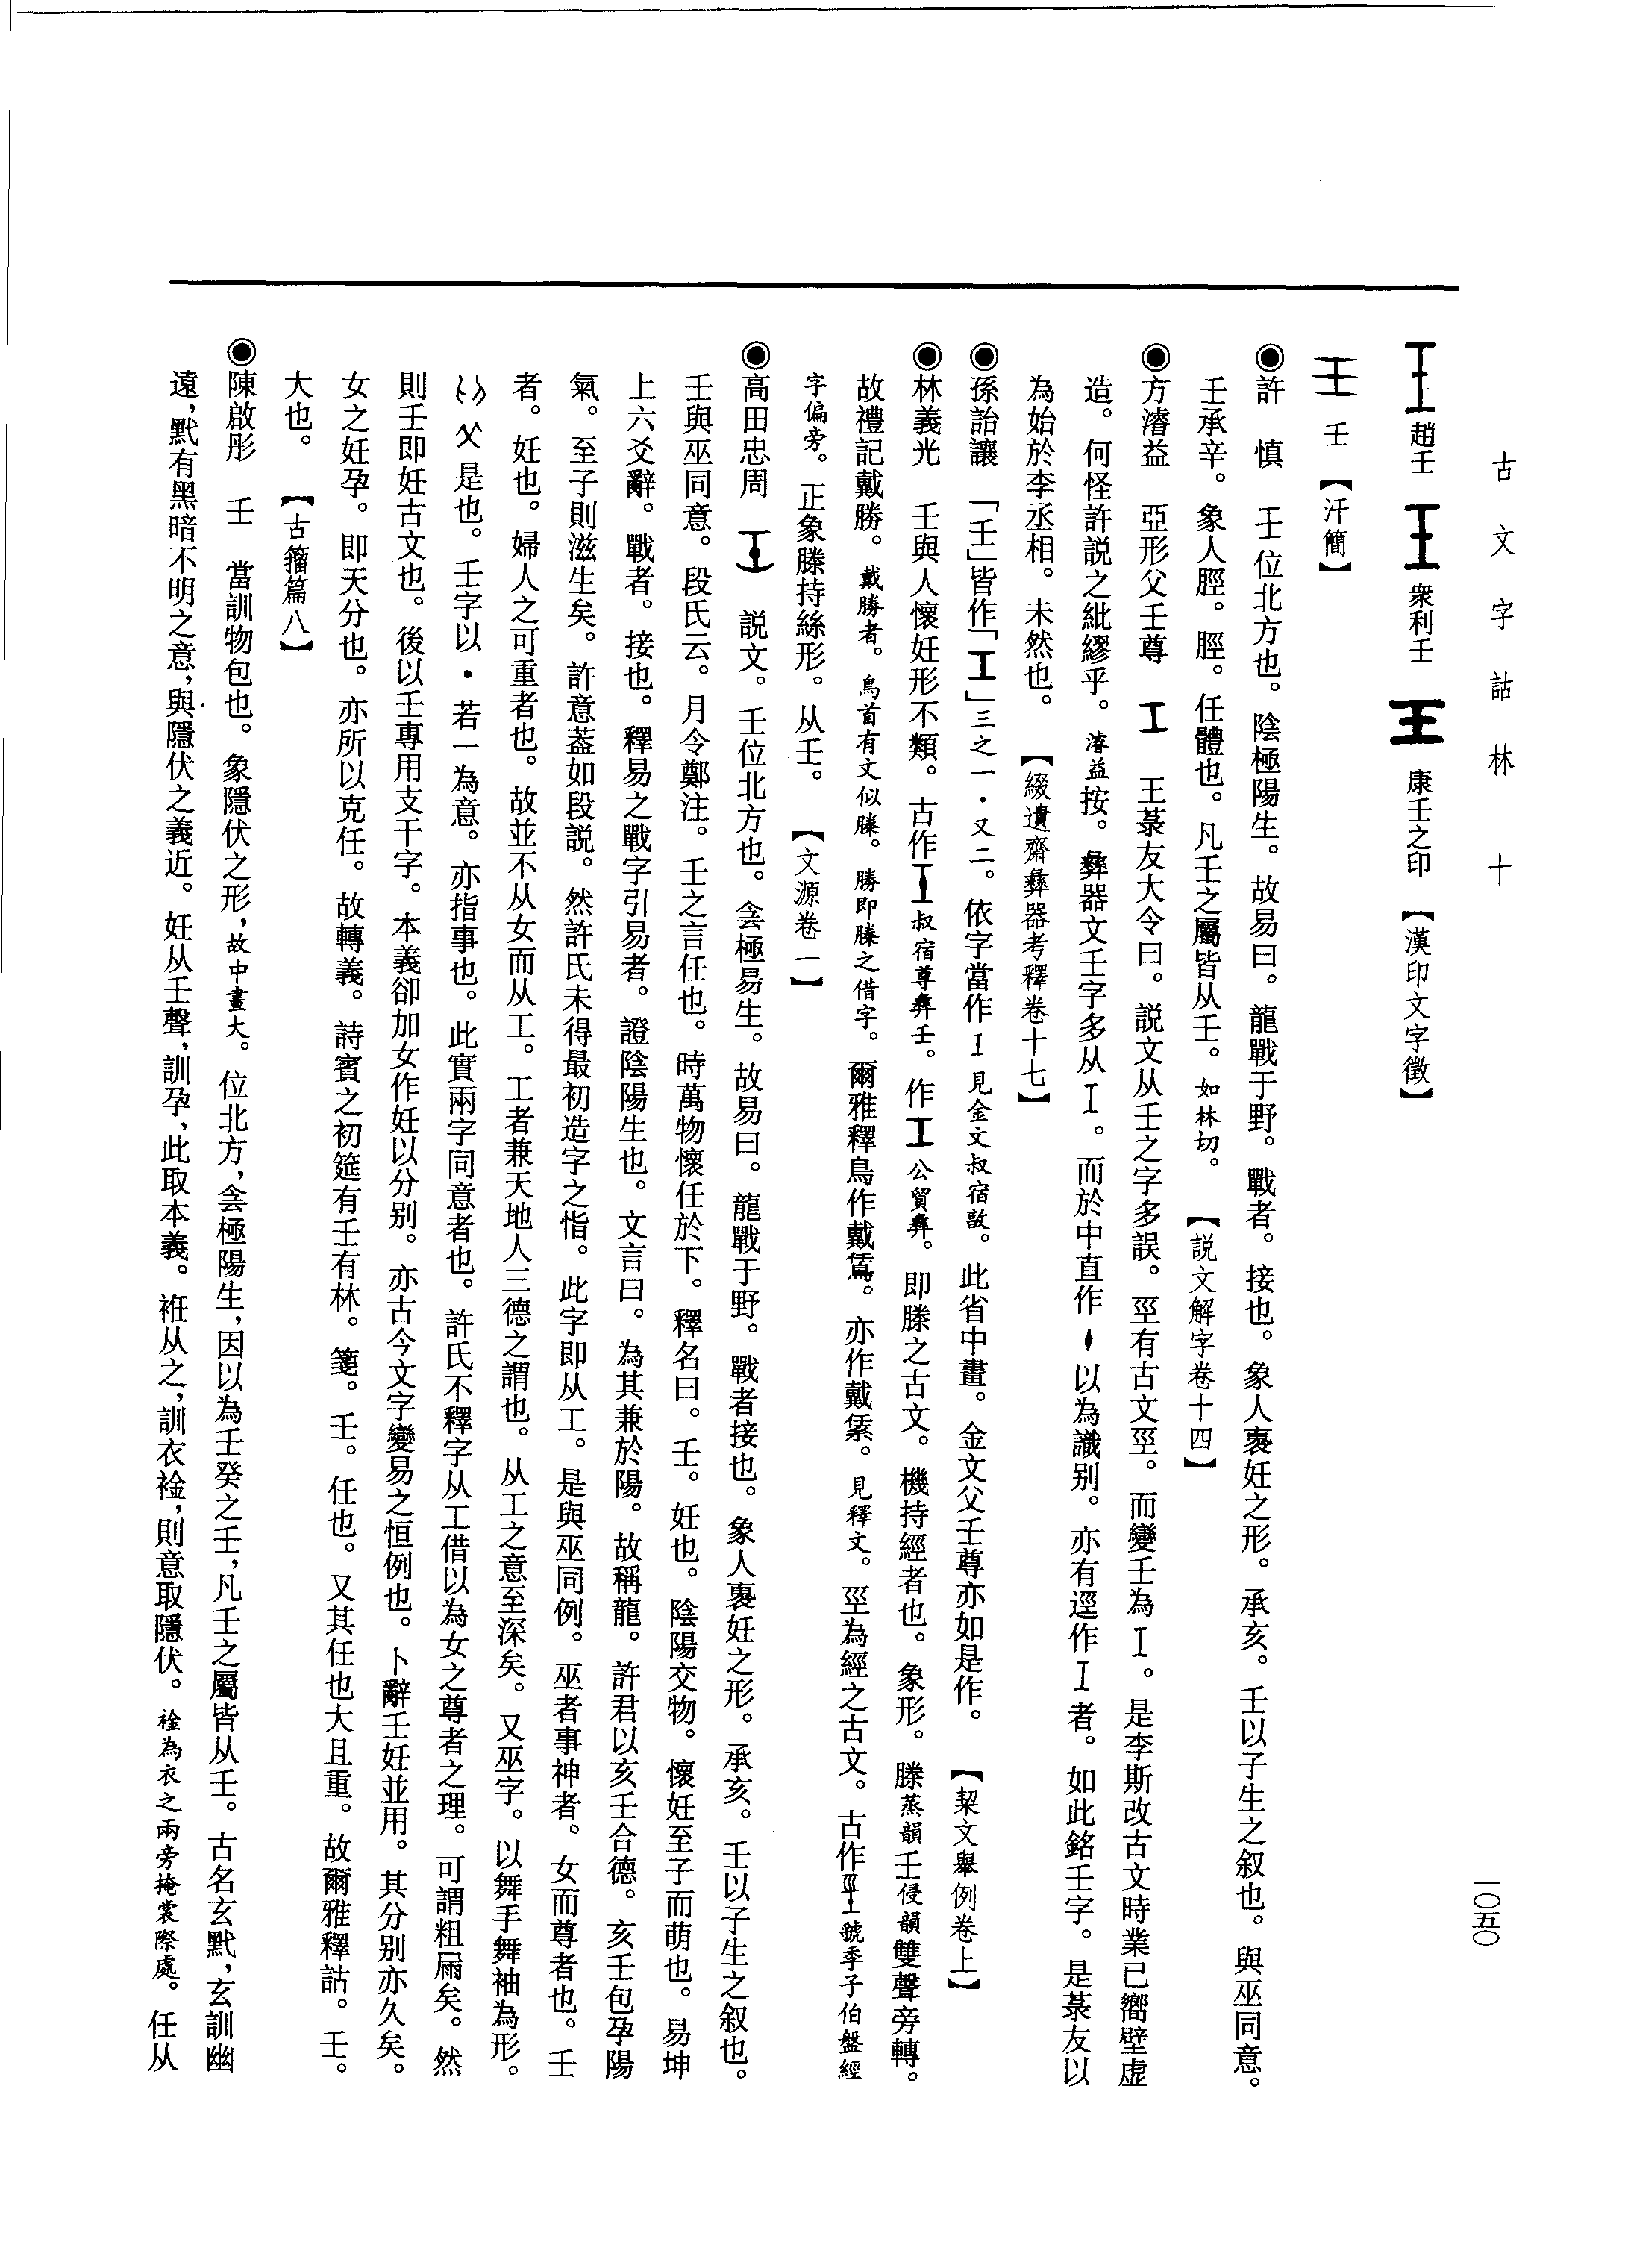 古文字詁林 十
一〇五〇
趙壬 衆利壬 康壬之印 【漢印文字徵】
壬 【汗簡】
◉許 慎 壬位北方也。陰極陽生。故易曰。龍戰于野。戰者。接也。象人褢妊之形。承亥。壬以子生之叙也。與巫同意。
壬承辛。象人脛。脛。任體也。凡壬之屬皆从壬。如林切。 【説文解字卷十四】
◉方濬益 亞形父壬尊 王菉友大令曰。説文从壬之字多誤。巠有古文坙。而變壬為工。是李斯改古文時業已嚮壁虚
造。何怪許説之紕繆乎。濬益按。彝器文壬字多从工。而於中直作以為識别。亦有逕作工者。如此銘壬字。是菉友以
為始於李丞相。未然也。 【綴遺齋彝器考釋卷十七】
◉孫詒讓 「壬」皆作「工」三之一·又二。依字當作見金文叔宿𣪘。此省中畫。金文父壬尊亦如是作。 【栔文舉例卷上】
◉林義光 壬與人懷妊形不類。古作叔宿尊彝壬。作工公貿彝。即滕之古文。機持經者也。象形。滕蒸韻壬侵韻雙聲旁轉。
故禮記戴勝。戴勝者。鳥首有文似滕。勝即滕之借字。爾雅釋鳥作戴鵀。亦作戴𦀖。見釋文。巠為經之古文。古作虢季子伯盤經
字偏旁。正象滕持絲形。从壬。 【文源卷一】
◉高田忠周 説文。壬位北方也。侌極昜生。故易曰。龍戰于野。戰者接也。象人褢妊之形。承亥。壬以子生之叙也。
壬與巫同意。段氏云。月令鄭注。壬之言任也。時萬物懷任於下。釋名曰。壬。妊也。陰陽交物。懷妊至子而萌也。易坤
上六爻辭。戰者。接也。釋易之戰字引易者。證陰陽生也。文言曰。為其兼於陽。故稱龍。許君以亥壬合德。亥壬包孕陽
氣。至子則滋生矣。許意葢如段説。然許氏未得最初造字之恉。此字即从工。是與巫同例。巫者事神者。女而尊者也。壬
者。妊也。婦人之可重者也。故並不从女而从工。工者兼天地人三德之謂也。从工之意至深矣。又巫字。以舞手舞袖為形。
是也。壬字以·若一為意。亦指事也。此實兩字同意者也。許氏不釋字从工借以為女之尊者之理。可謂粗屚矣。然
則壬即妊古文也。後以壬專用支干字。本義卻加女作妊以分别。亦古今文字變易之恒例也。卜辭壬妊並用。其分别亦久矣。
女之妊孕。即天分也。亦所以克任。故轉義。詩賓之初筵有壬有林。箋。壬。任也。又其任也大且重。故爾雅釋詁。壬。
大也。 【古籀篇八】
◉陳啟彤 壬 當訓物包也。象隱伏之形，故中畫大。位北方，侌極陽生，因以為壬癸之壬，凡壬之屬皆从壬。古名玄黓，玄訓幽
遠，黓有黑暗不明之意，與隱伏之義近。妊从壬聲，訓孕，此取本義。衽从之，訓衣䘳，則意取隱伏。䘳為衣之兩旁掩裳際處。任从